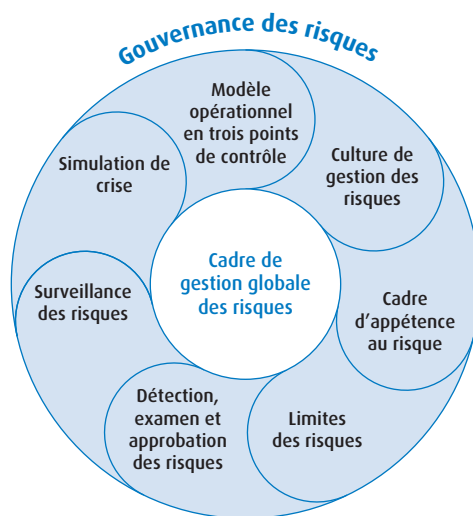 Gouvernance des risques
Modèle
opérationnel
en trois points
de contrôle
Culture de
gestion des
risques
Cadre
d'appétence
au risque
Limites
des risques
Détection,
examen et
approbation
des risques
Surveillance
des risques
Simulation de
crise
Cadre de
gestion globale
des risques